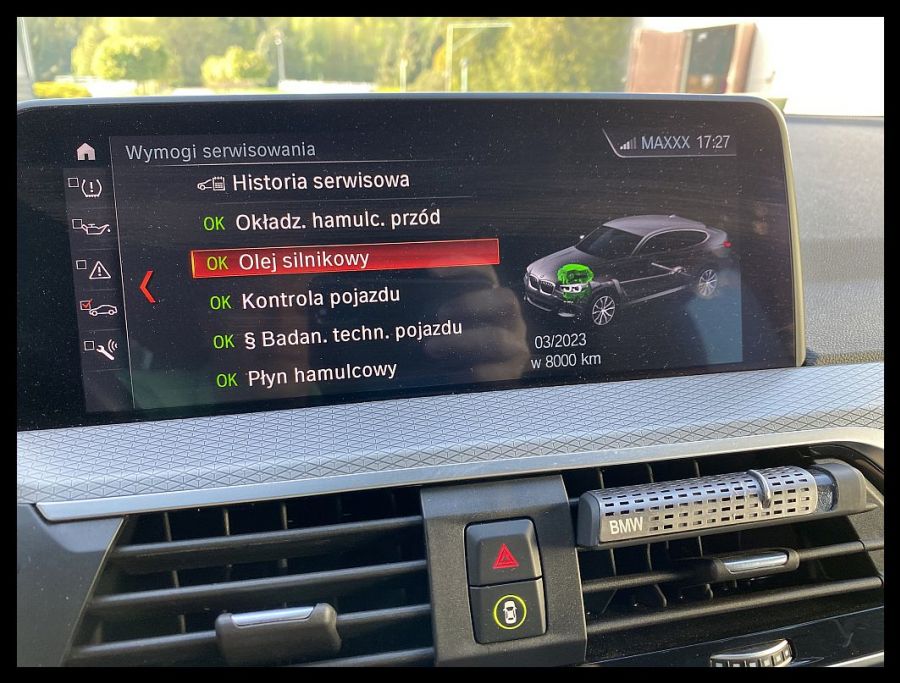 Wymogi serwisowania
MAXXX 17:27
Historia serwisowa
OK Okładz. hamulc. przód
OK Olej silnikowy
OK Kontrola pojazdu
OK § Badan. techn. pojazdu
OK Płyn hamulcowy
03/2023
w 8000 km
BMW